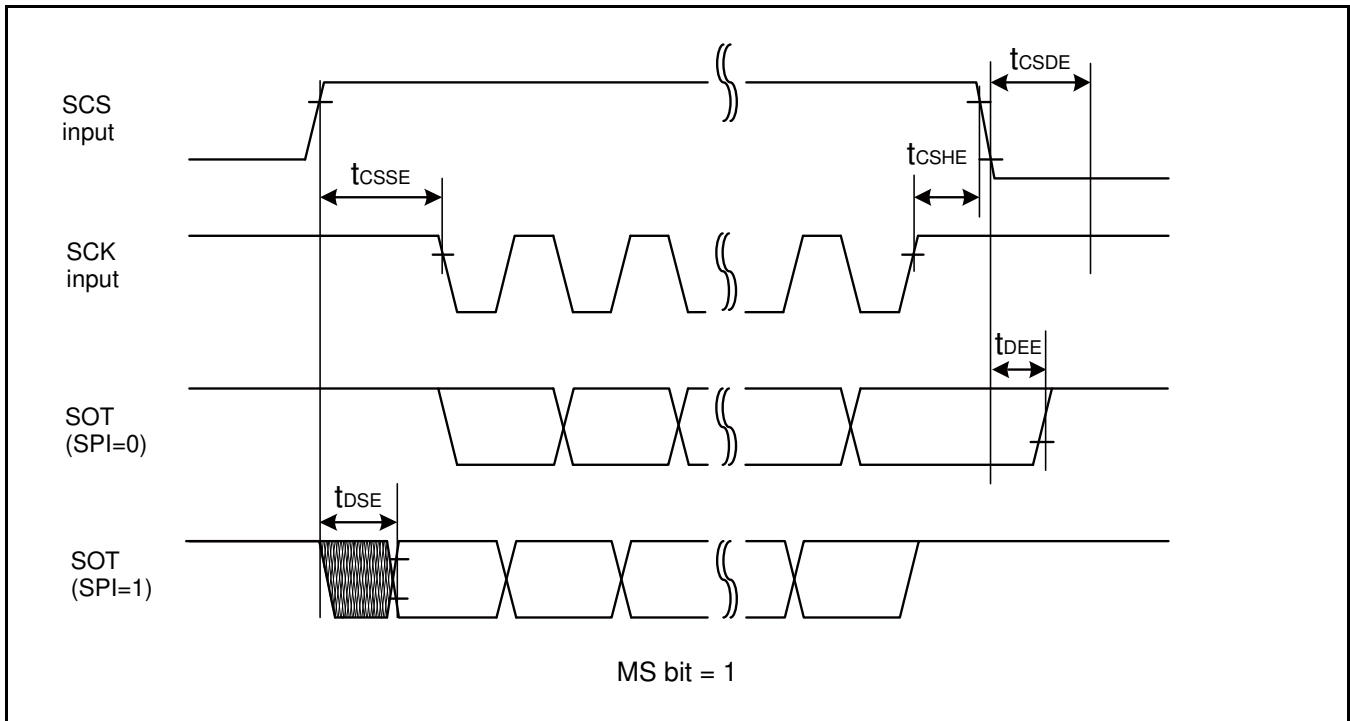 SCS
input
tCSDE
tCSHE
tCSSE
SCK
input
tDEE
SOT
(SPI=0)
tDSE
SOT
(SPI=1)
MS bit = 1